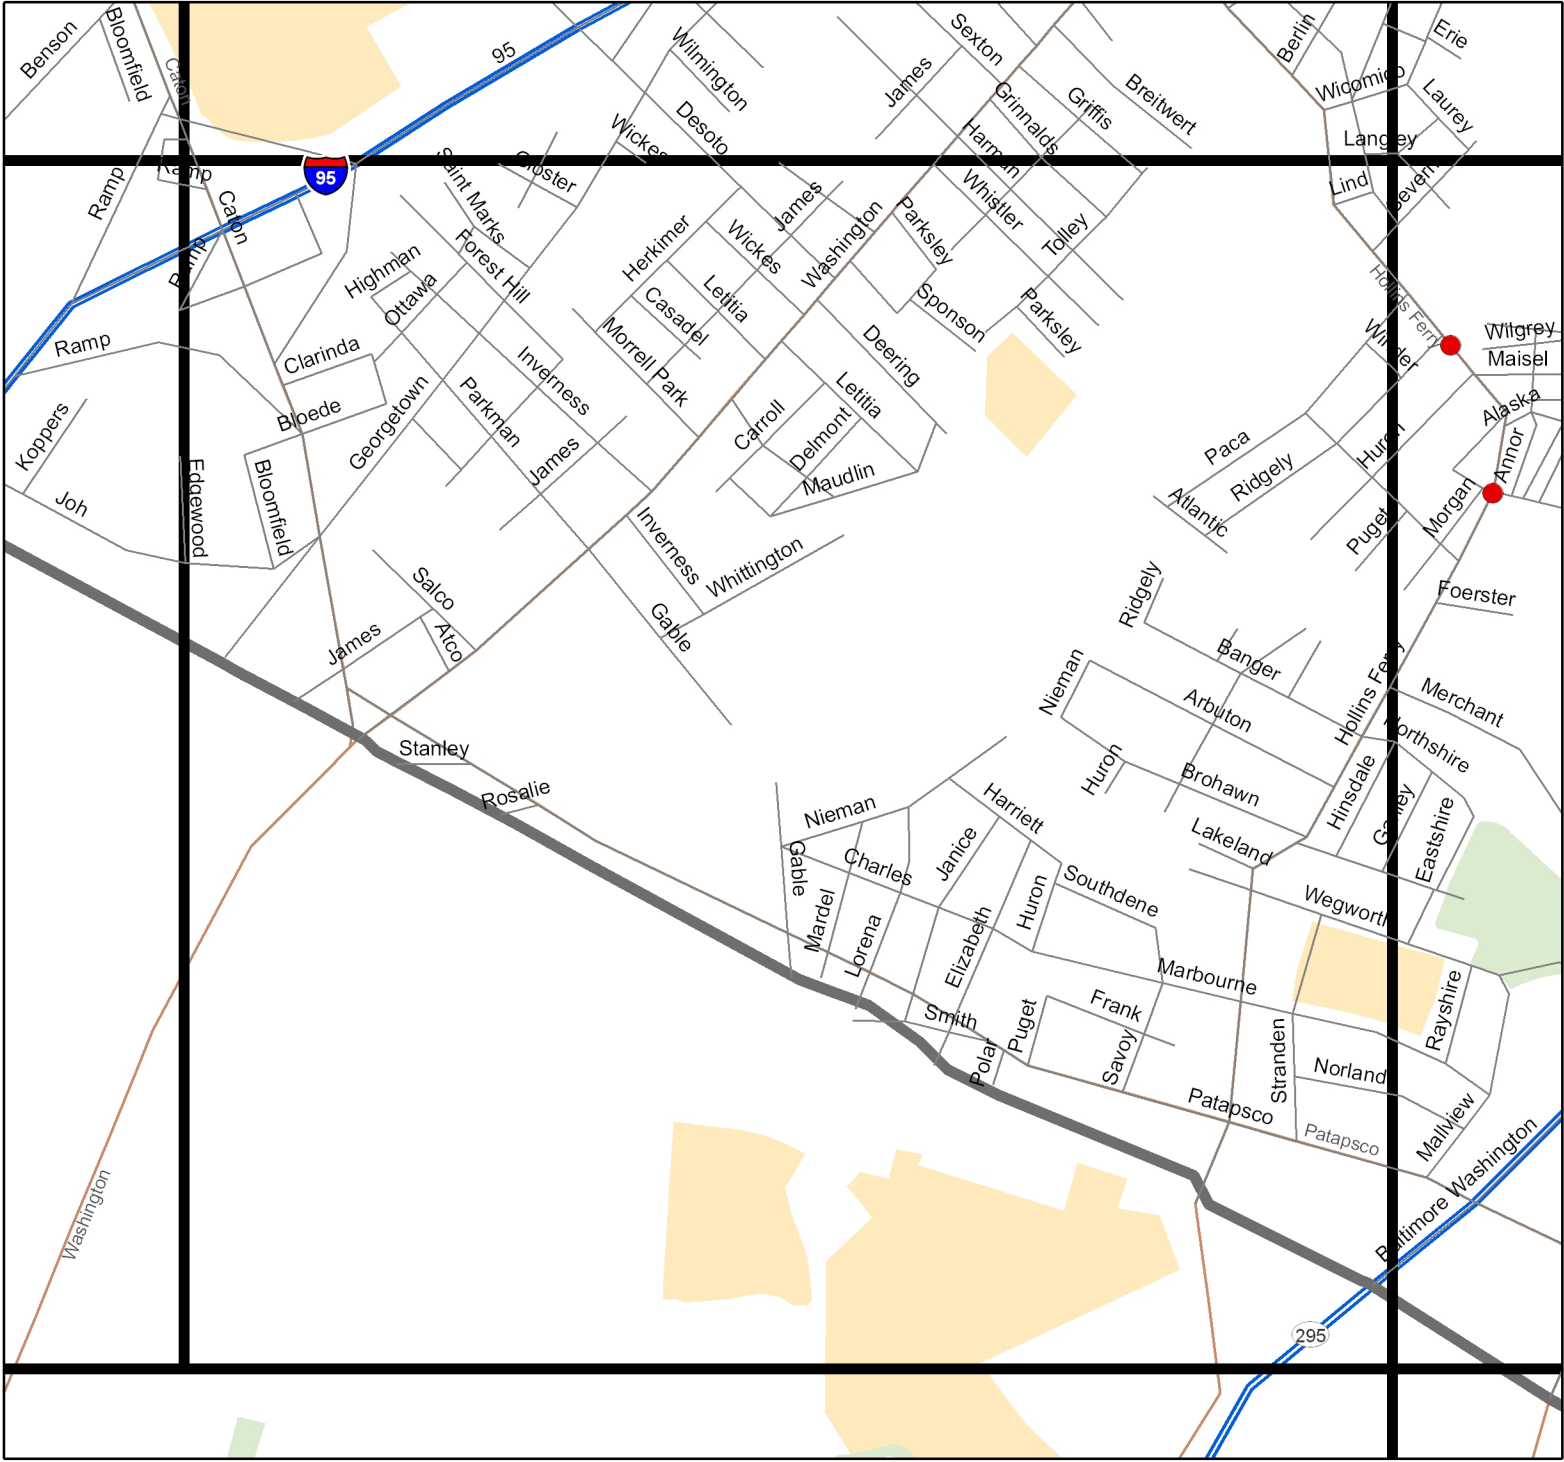 Benson
Bloomfield
Caton
95
Wilmington
Sexton
James
Berlin
Erie
Wicomico
Laurey
Breitwert
Griffis
Grinnalds
Harman
Desoto
Wickes
Langley
Lind
Severn
Ramp
Ramp
95
Gloster
Saint Marks
Caton
Ramp
Highman
Ottawa
Forest Hill
Herkimer
Wickes
James
Washington
Parksley
Whistler
Tolley
Letitia
Casadel
Sponson
Parksley
Hollins Ferry
Winder
Wilgrey
Maisel
Ramp
Clarinda
Bloede
Georgetown
Parkman
Inverness
Morrell Park
Deering
Letitia
Carroll
Delmont
Maudlin
James
Alaska
Annor
Huron
Paca
Ridgely
Atlantic
Puget
Morgan
Koppers
Joh
Edgewood
Bloomfield
Inverness
Whittington
Gable
Salco
Atco
James
Foerster
Ridgely
Banger
Nieman
Arbuton
Hollins Ferry
Merchant
Northshire
Huron
Brohawn
Hinsdale
Eastshire
Stanley
Rosalie
Nieman
Harriett
Lakeland
Gable
Charles
Janice
Mardel
Lorena
Elizabeth
Huron
Southdene
Wegworth
Marbourne
Rayshire
Smith
Puget
Frank
Polar
Savoy
Stranden
Norland
Patapsco
Patapsco
Mallview
Baltimore Washington
Washington
295